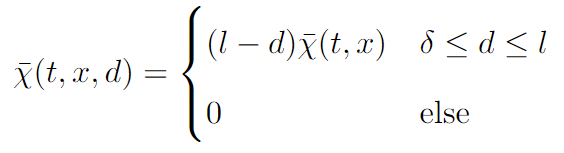 χ̄(t, x, d) = { (l − d)χ̄(t, x) δ ≤ d ≤ l
0 else